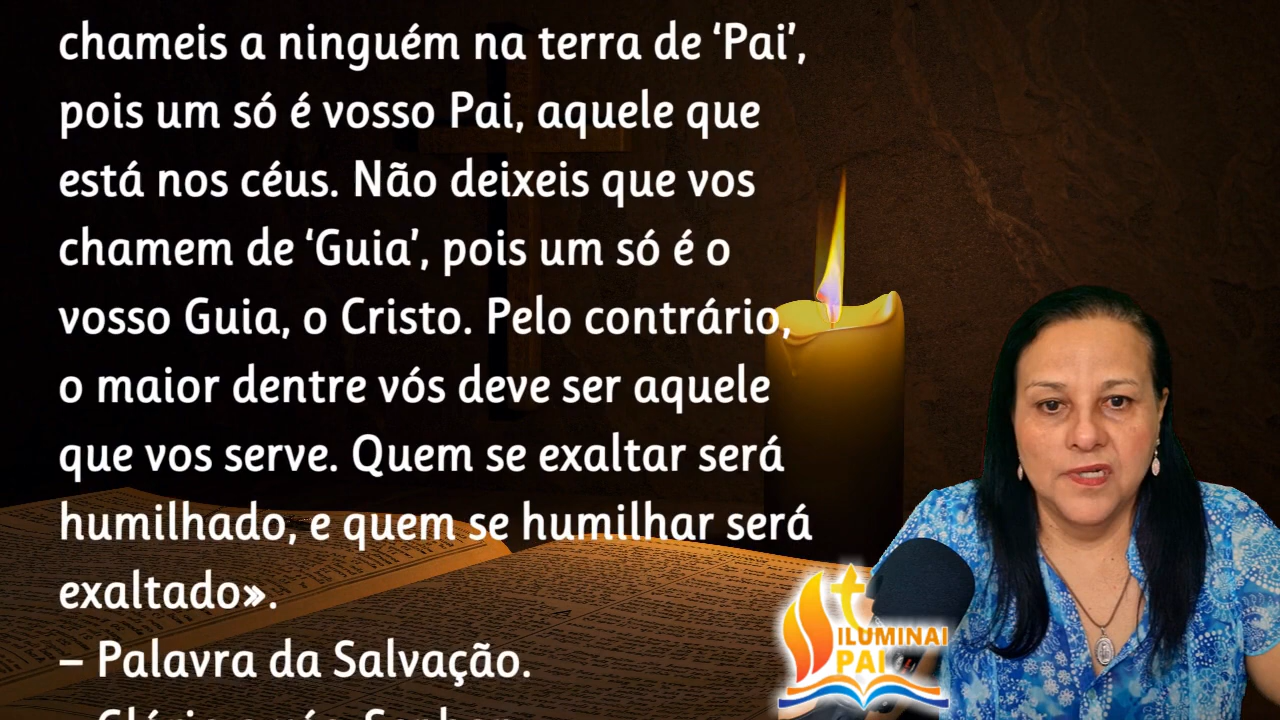 chameis a ninguém na terra de ‘Pai’,
pois um só é vosso Pai, aquele que
está nos céus. Não deixeis que vos
chamem de ‘Guia’, pois um só é o
vosso Guia, o Cristo. Pelo contrário,
o maior dentre vós deve ser aquele
que vos serve. Quem se exaltar será
humilhado, e quem se humilhar será
exaltado».
– Palavra da Salvação.
ILUMINAI
PAI